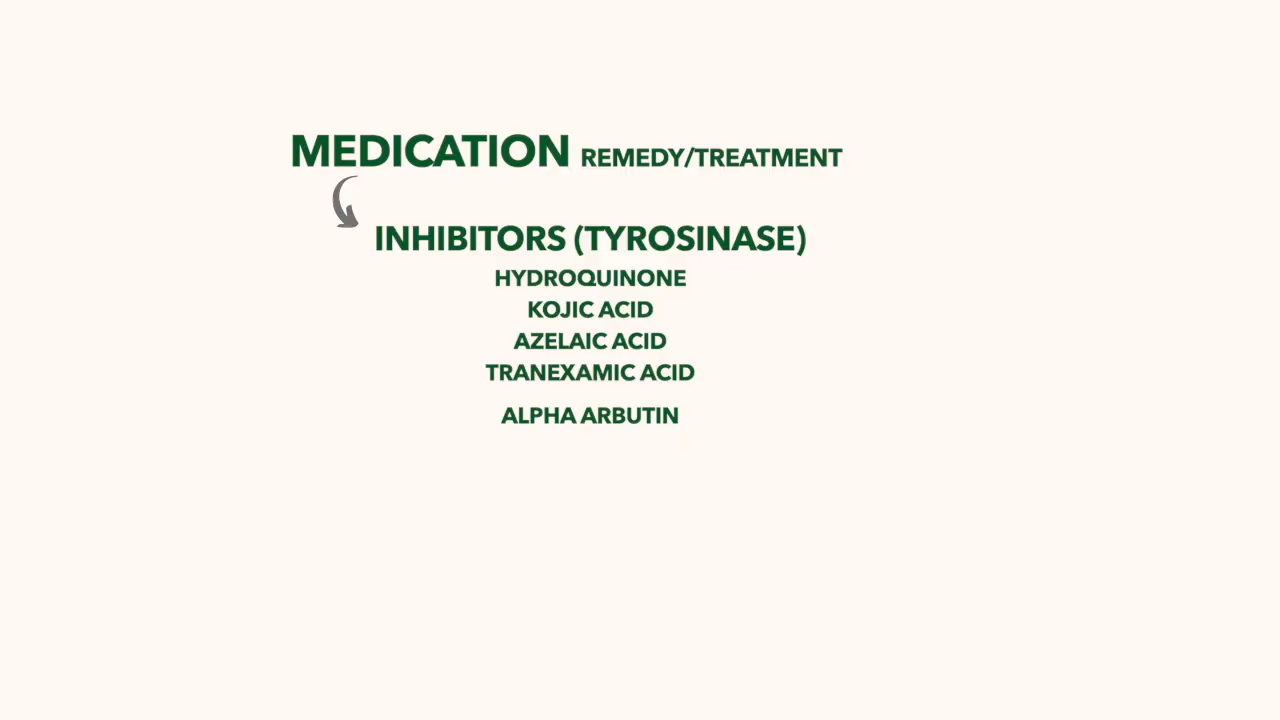 MEDICATION REMEDY/TREATMENT
INHIBITORS (TYROSINASE)
HYDROQUINONE
KOJIC ACID
AZELAIC ACID
TRANEXAMIC ACID
ALPHA ARBUTIN